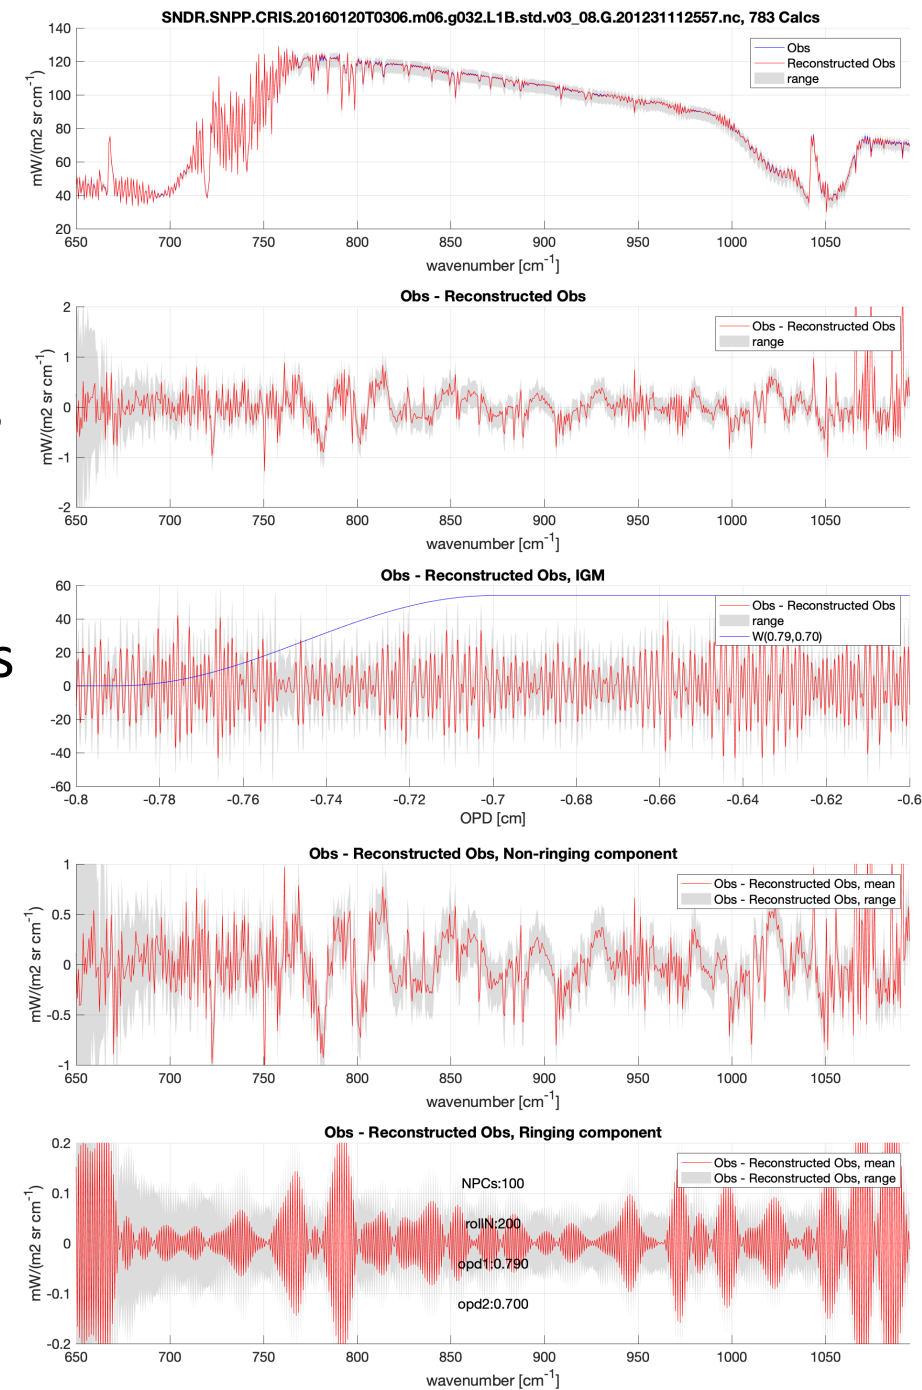 SNDR.SNPP.CRIS.20160120T0306.m06.g032.L1B.std.v03_08.G.201231112557.nc, 783 Calcs
140
120
100
80
60
40
20
mW/(m2 sr cm⁻¹)
Obs
Reconstructed Obs
range
650 700 750 800 850 900 950 1000 1050
wavenumber [cm⁻¹]
Obs - Reconstructed Obs
2
1
0
-1
-2
mW/(m2 sr cm⁻¹)
Obs - Reconstructed Obs
range
650 700 750 800 850 900 950 1000 1050
wavenumber [cm⁻¹]
Obs - Reconstructed Obs, IGM
60
40
20
0
-20
-40
-60
Obs - Reconstructed Obs
range
W(0.79,0.70)
s
-0.8 -0.78 -0.76 -0.74 -0.72 -0.7 -0.68 -0.66 -0.64 -0.62 -0.6
OPD [cm]
Obs - Reconstructed Obs, Non-ringing component
1
0.5
0
-0.5
-1
mW/(m2 sr cm⁻¹)
Obs - Reconstructed Obs, mean
Obs - Reconstructed Obs, range
650 700 750 800 850 900 950 1000 1050
wavenumber [cm⁻¹]
Obs - Reconstructed Obs, Ringing component
0.2
0.1
0
-0.1
-0.2
mW/(m2 sr cm⁻¹)
Obs - Reconstructed Obs, mean
Obs - Reconstructed Obs, range
NPCs:100
rollN:200
opd1:0.790
opd2:0.700
650 700 750 800 850 900 950 1000 1050
wavenumber [cm⁻¹]